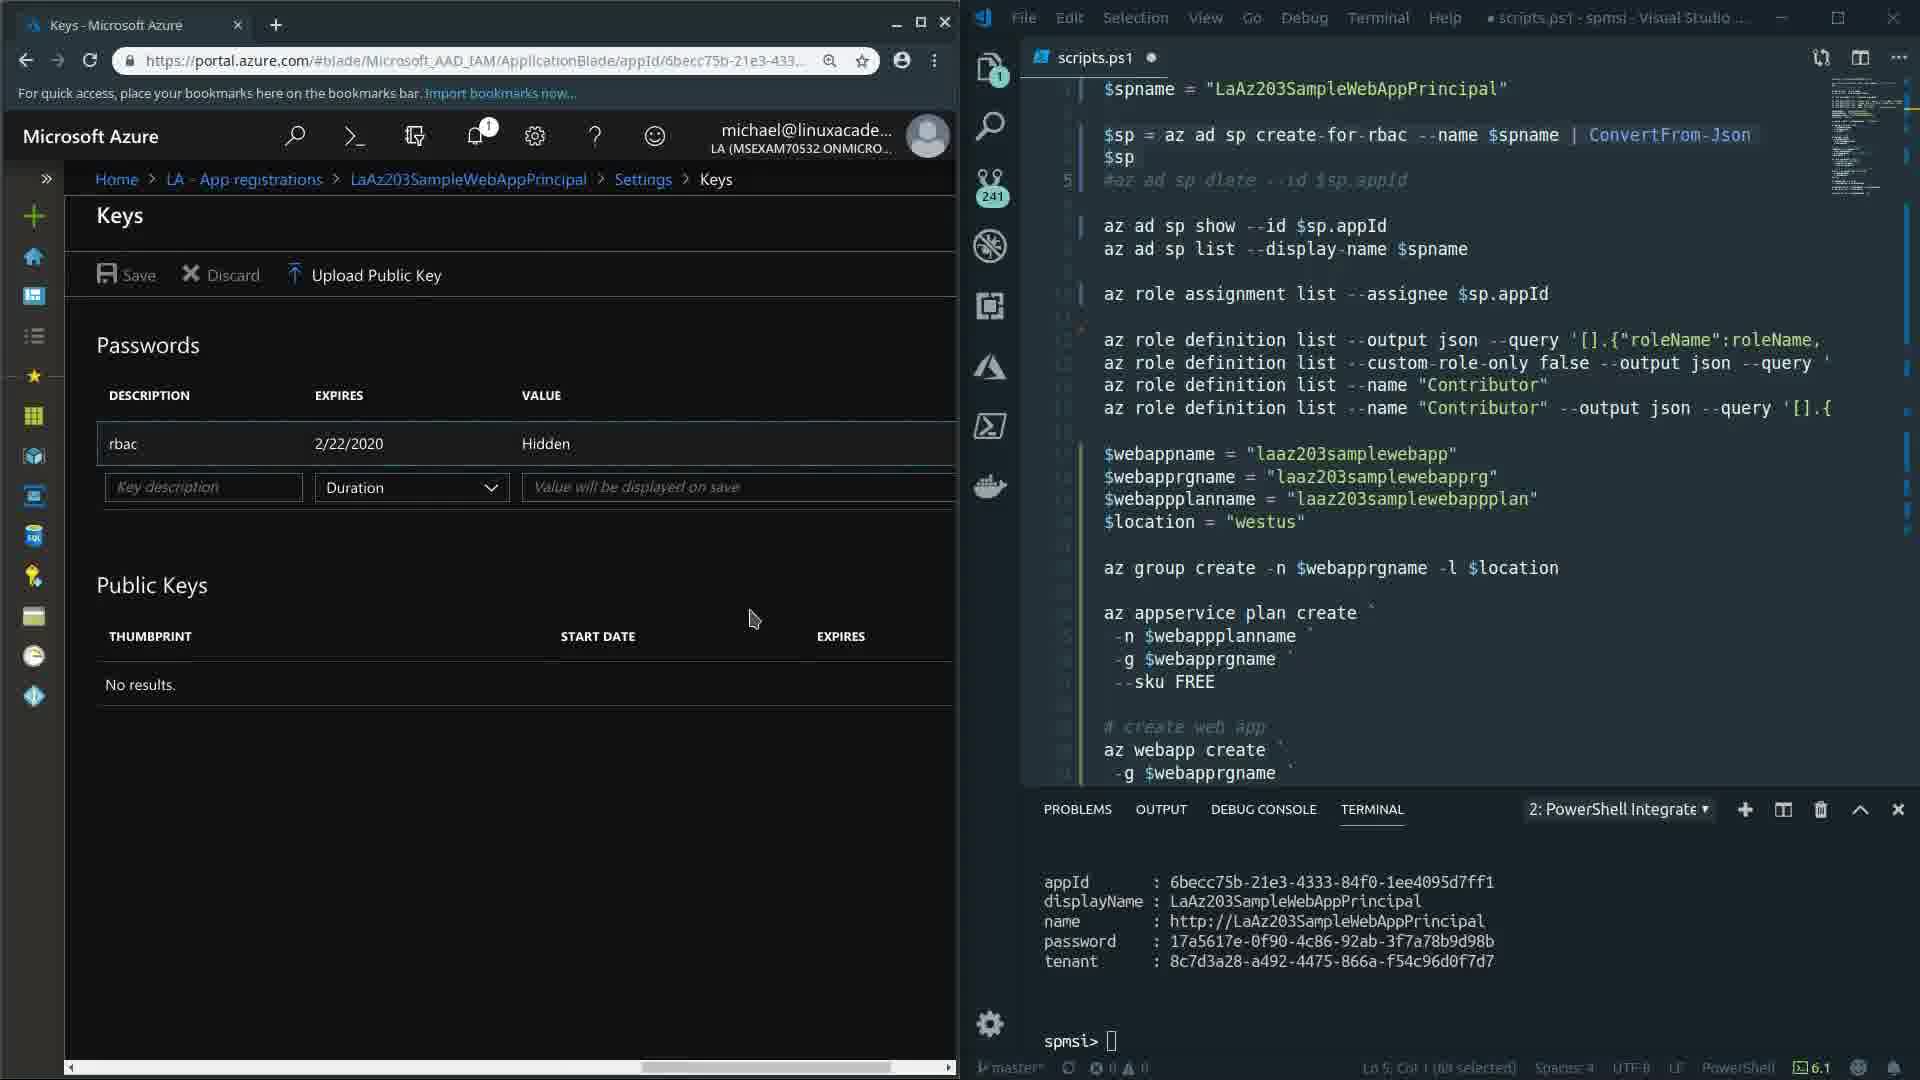 Keys - Microsoft Azure
https://portal.azure.com/#blade/Microsoft_AAD_IAM/ApplicationBlade/appId/6becc75b-21e3-433...
For quick access, place your bookmarks here on the bookmarks bar. Import bookmarks now...
Microsoft Azure
1
michael@linuxacade...
LA (MSEXAM70532.ONMICRO...
Home > LA - App registrations > LaAz203SampleWebAppPrincipal > Settings > Keys
Keys
Save Discard Upload Public Key
Passwords
DESCRIPTION EXPIRES VALUE
rbac 2/22/2020 Hidden
Key description Duration Value will be displayed on save
Public Keys
THUMBPRINT START DATE EXPIRES
No results.
SQL
File Edit Selection View Go Debug Terminal Help ● scripts.ps1 - spmsi - Visual Studio ...
scripts.ps1
1
241
$spname = "LaAz203SampleWebAppPrincipal"
$sp = az ad sp create-for-rbac --name $spname | ConvertFrom-Json
$sp
5 #az ad sp dlate --id $sp.appId
az ad sp show --id $sp.appId
az ad sp list --display-name $spname
az role assignment list --assignee $sp.appId
az role definition list --output json --query '[].{"roleName":roleName,
az role definition list --custom-role-only false --output json --query '
az role definition list --name "Contributor"
az role definition list --name "Contributor" --output json --query '[].{
$webappname = "laaz203samplewebapp"
$webapprgname = "laaz203samplewebapprg"
$webappplanname = "laaz203samplewebappplan"
$location = "westus"
az group create -n $webapprgname -l $location
az appservice plan create `
-n $webappplanname `
-g $webapprgname `
--sku FREE
# create web app
az webapp create `
-g $webapprgname `
PROBLEMS OUTPUT DEBUG CONSOLE TERMINAL 2: PowerShell Integrate
appId : 6becc75b-21e3-4333-84f0-1ee4095d7ff1
displayName : LaAz203SampleWebAppPrincipal
name : http://LaAz203SampleWebAppPrincipal
password : 17a5617e-0f90-4c86-92ab-3f7a78b9d98b
tenant : 8c7d3a28-a492-4475-866a-f54c96d0f7d7
spmsi>
master* 0 0 Ln 5, Col 1 (69 selected) Spaces: 4 UTF-8 LF PowerShell 6.1